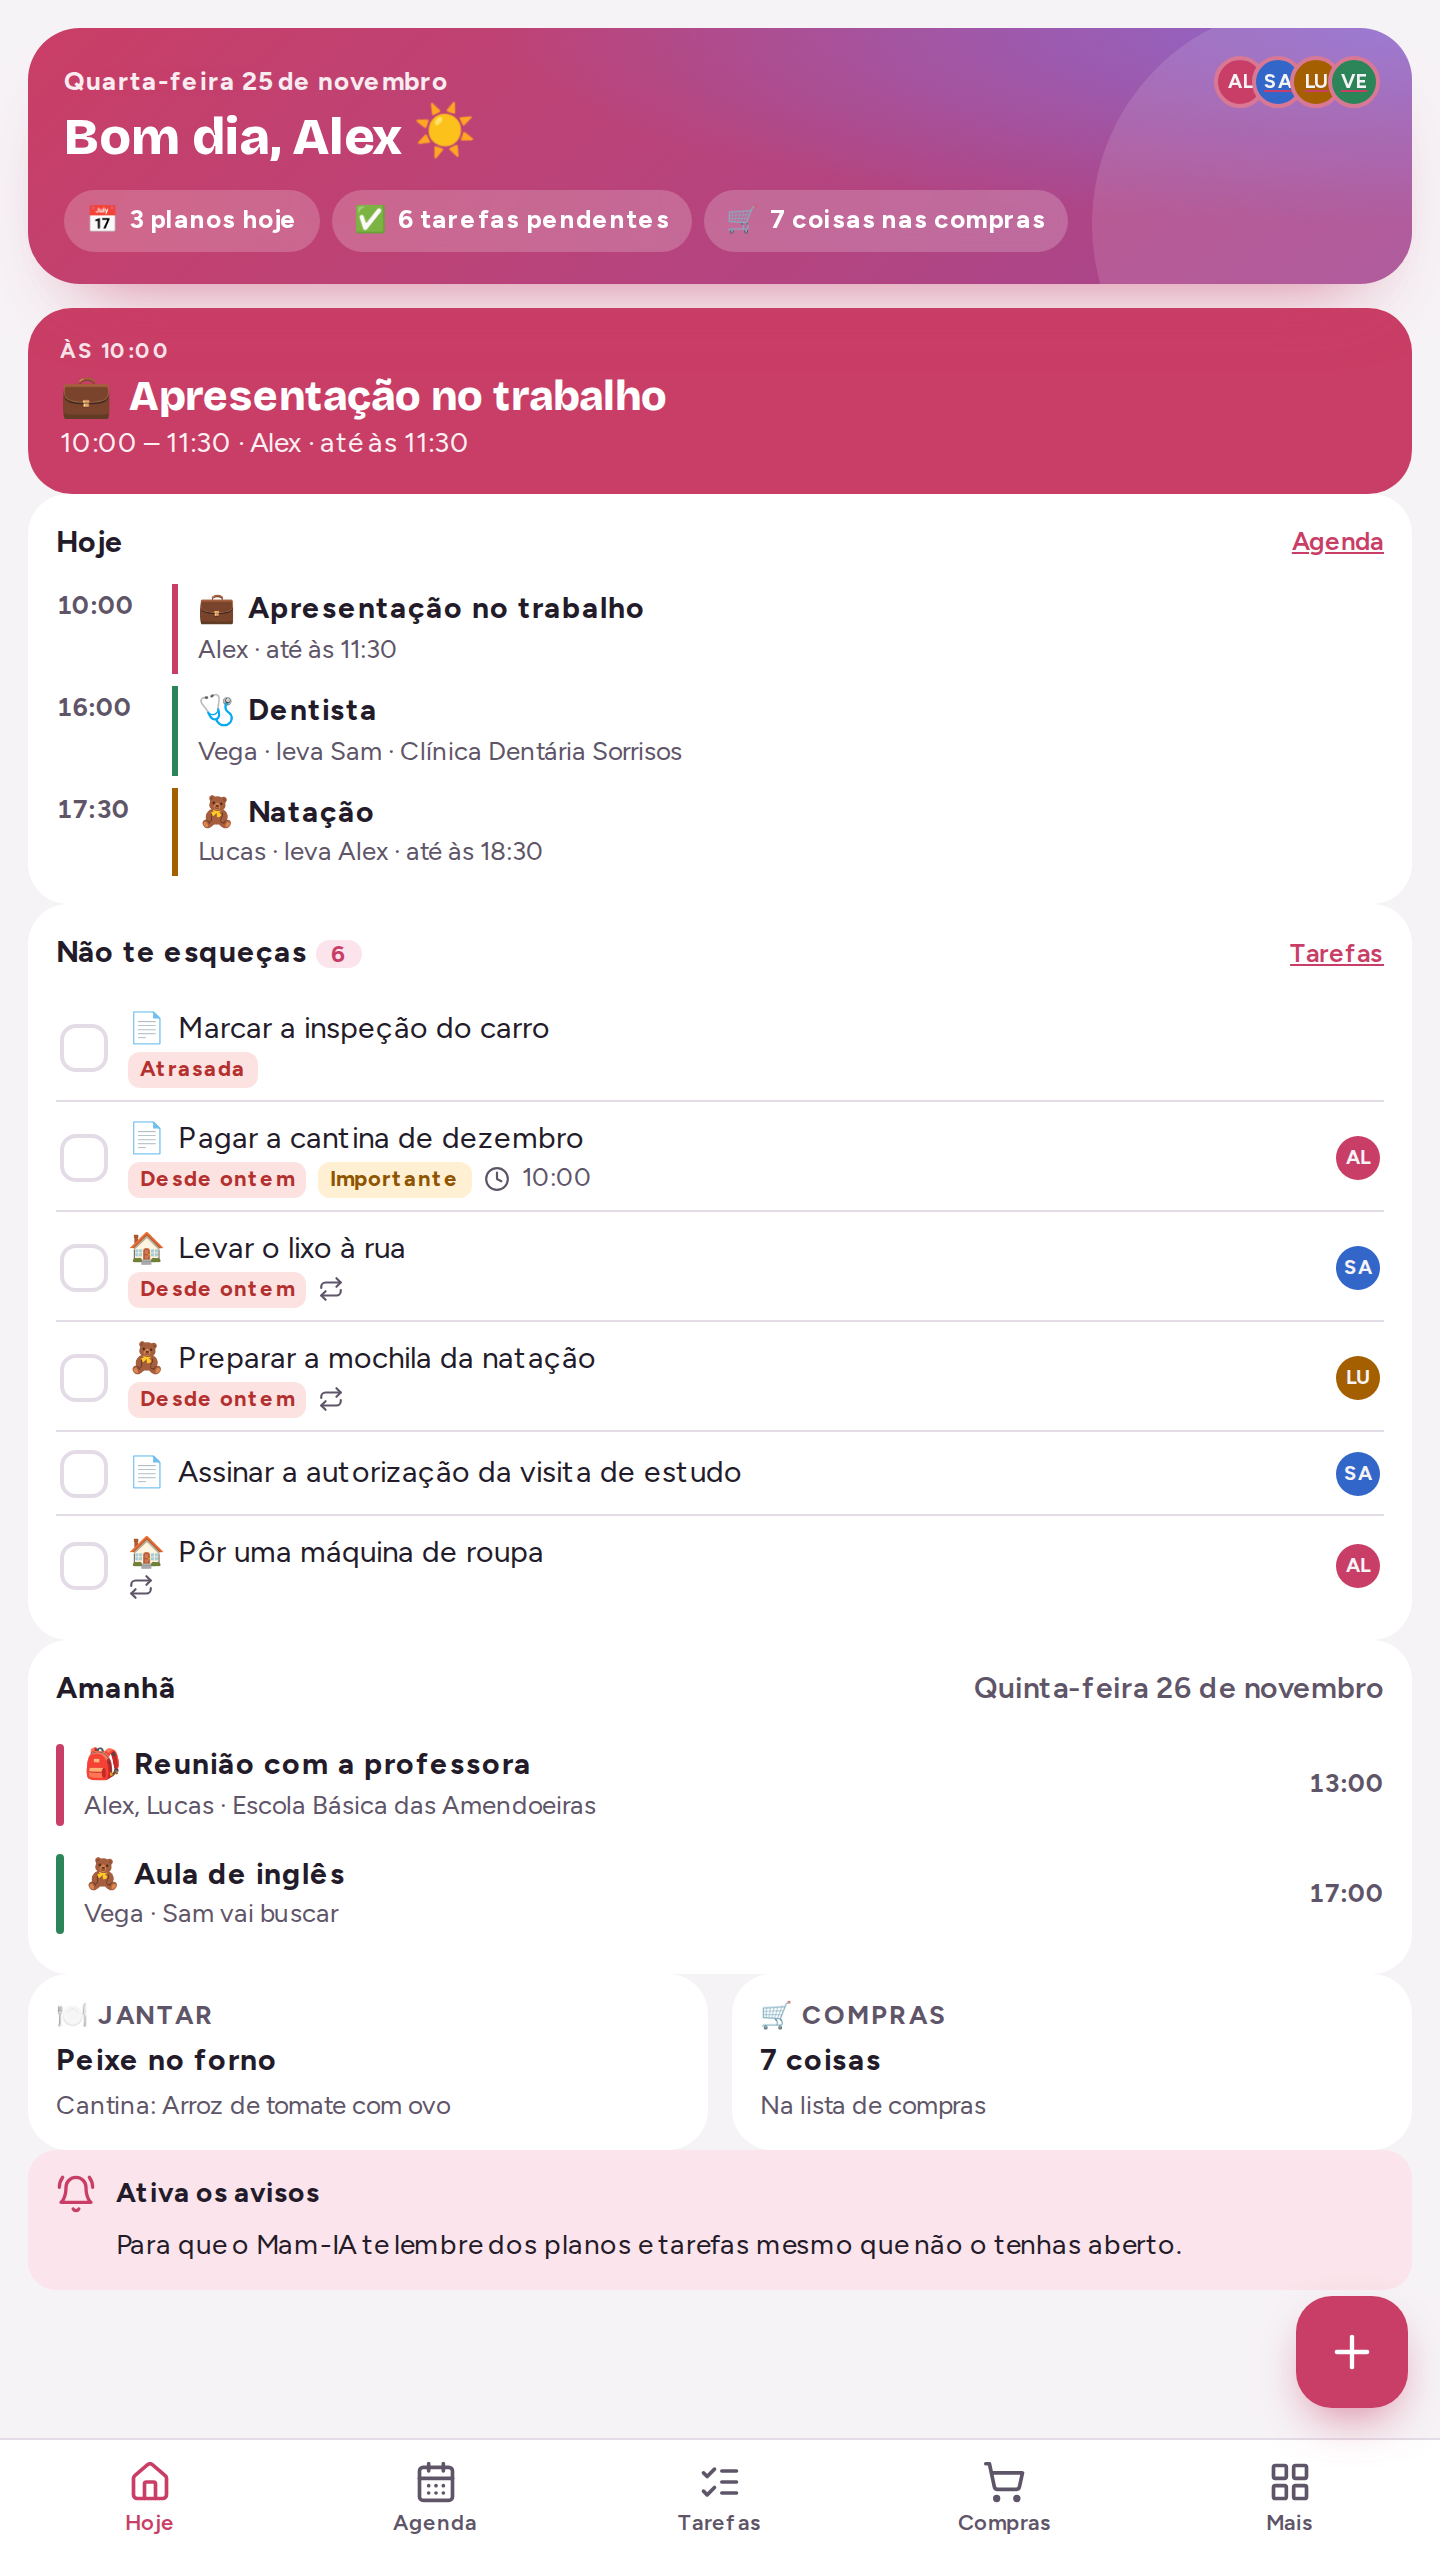 Quarta-feira 25 de novembro
AL SA LU VE
Bom dia, Alex
3 planos hoje
6 tarefas pendentes
7 coisas nas compras
ÀS 10:00
Apresentação no trabalho
10:00 – 11:30 · Alex · até às 11:30
Hoje
Agenda
10:00
Apresentação no trabalho
Alex · até às 11:30
16:00
Dentista
Vega · leva Sam · Clínica Dentária Sorrisos
17:30
Natação
Lucas · leva Alex · até às 18:30
Não te esqueças 6
Tarefas
Marcar a inspeção do carro
Atrasada
Pagar a cantina de dezembro
Desde ontem Importante 10:00
AL
Levar o lixo à rua
Desde ontem
SA
Preparar a mochila da natação
Desde ontem
LU
Assinar a autorização da visita de estudo
SA
Pôr uma máquina de roupa
AL
Amanhã
Quinta-feira 26 de novembro
Reunião com a professora
Alex, Lucas · Escola Básica das Amendoeiras
13:00
Aula de inglês
Vega · Sam vai buscar
17:00
JANTAR
Peixe no forno
Cantina: Arroz de tomate com ovo
COMPRAS
7 coisas
Na lista de compras
Ativa os avisos
Para que o Mam-IA te lembre dos planos e tarefas mesmo que não o tenhas aberto.
Hoje
Agenda
Tarefas
Compras
Mais